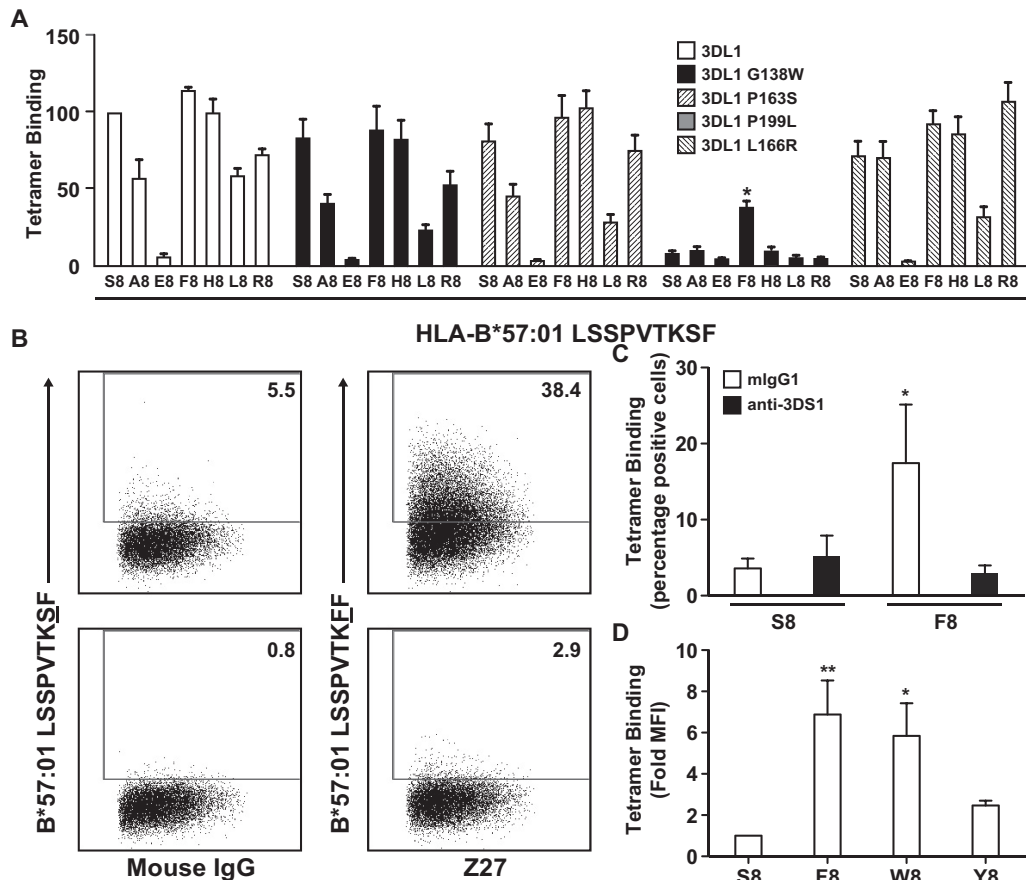 A
150
100
50
0
Tetramer Binding
3DL1
3DL1 G138W
3DL1 P163S
3DL1 P199L
3DL1 L166R
*
S8 A8 E8 F8 H8 L8 R8
S8 A8 E8 F8 H8 L8 R8
S8 A8 E8 F8 H8 L8 R8
S8 A8 E8 F8 H8 L8 R8
S8 A8 E8 F8 H8 L8 R8
HLA-B*57:01 LSSPVTKSF
B
B*57:01 LSSPVTKSF
5.5
0.8
Mouse IgG
B*57:01 LSSPVTKFF
38.4
2.9
Z27
C
30
20
10
0
Tetramer Binding
(percentage positive cells)
mIgG1
anti-3DS1
*
S8
F8
D
10
8
6
4
2
0
Tetramer Binding
(Fold MFI)
**
*
S8 F8 W8 Y8